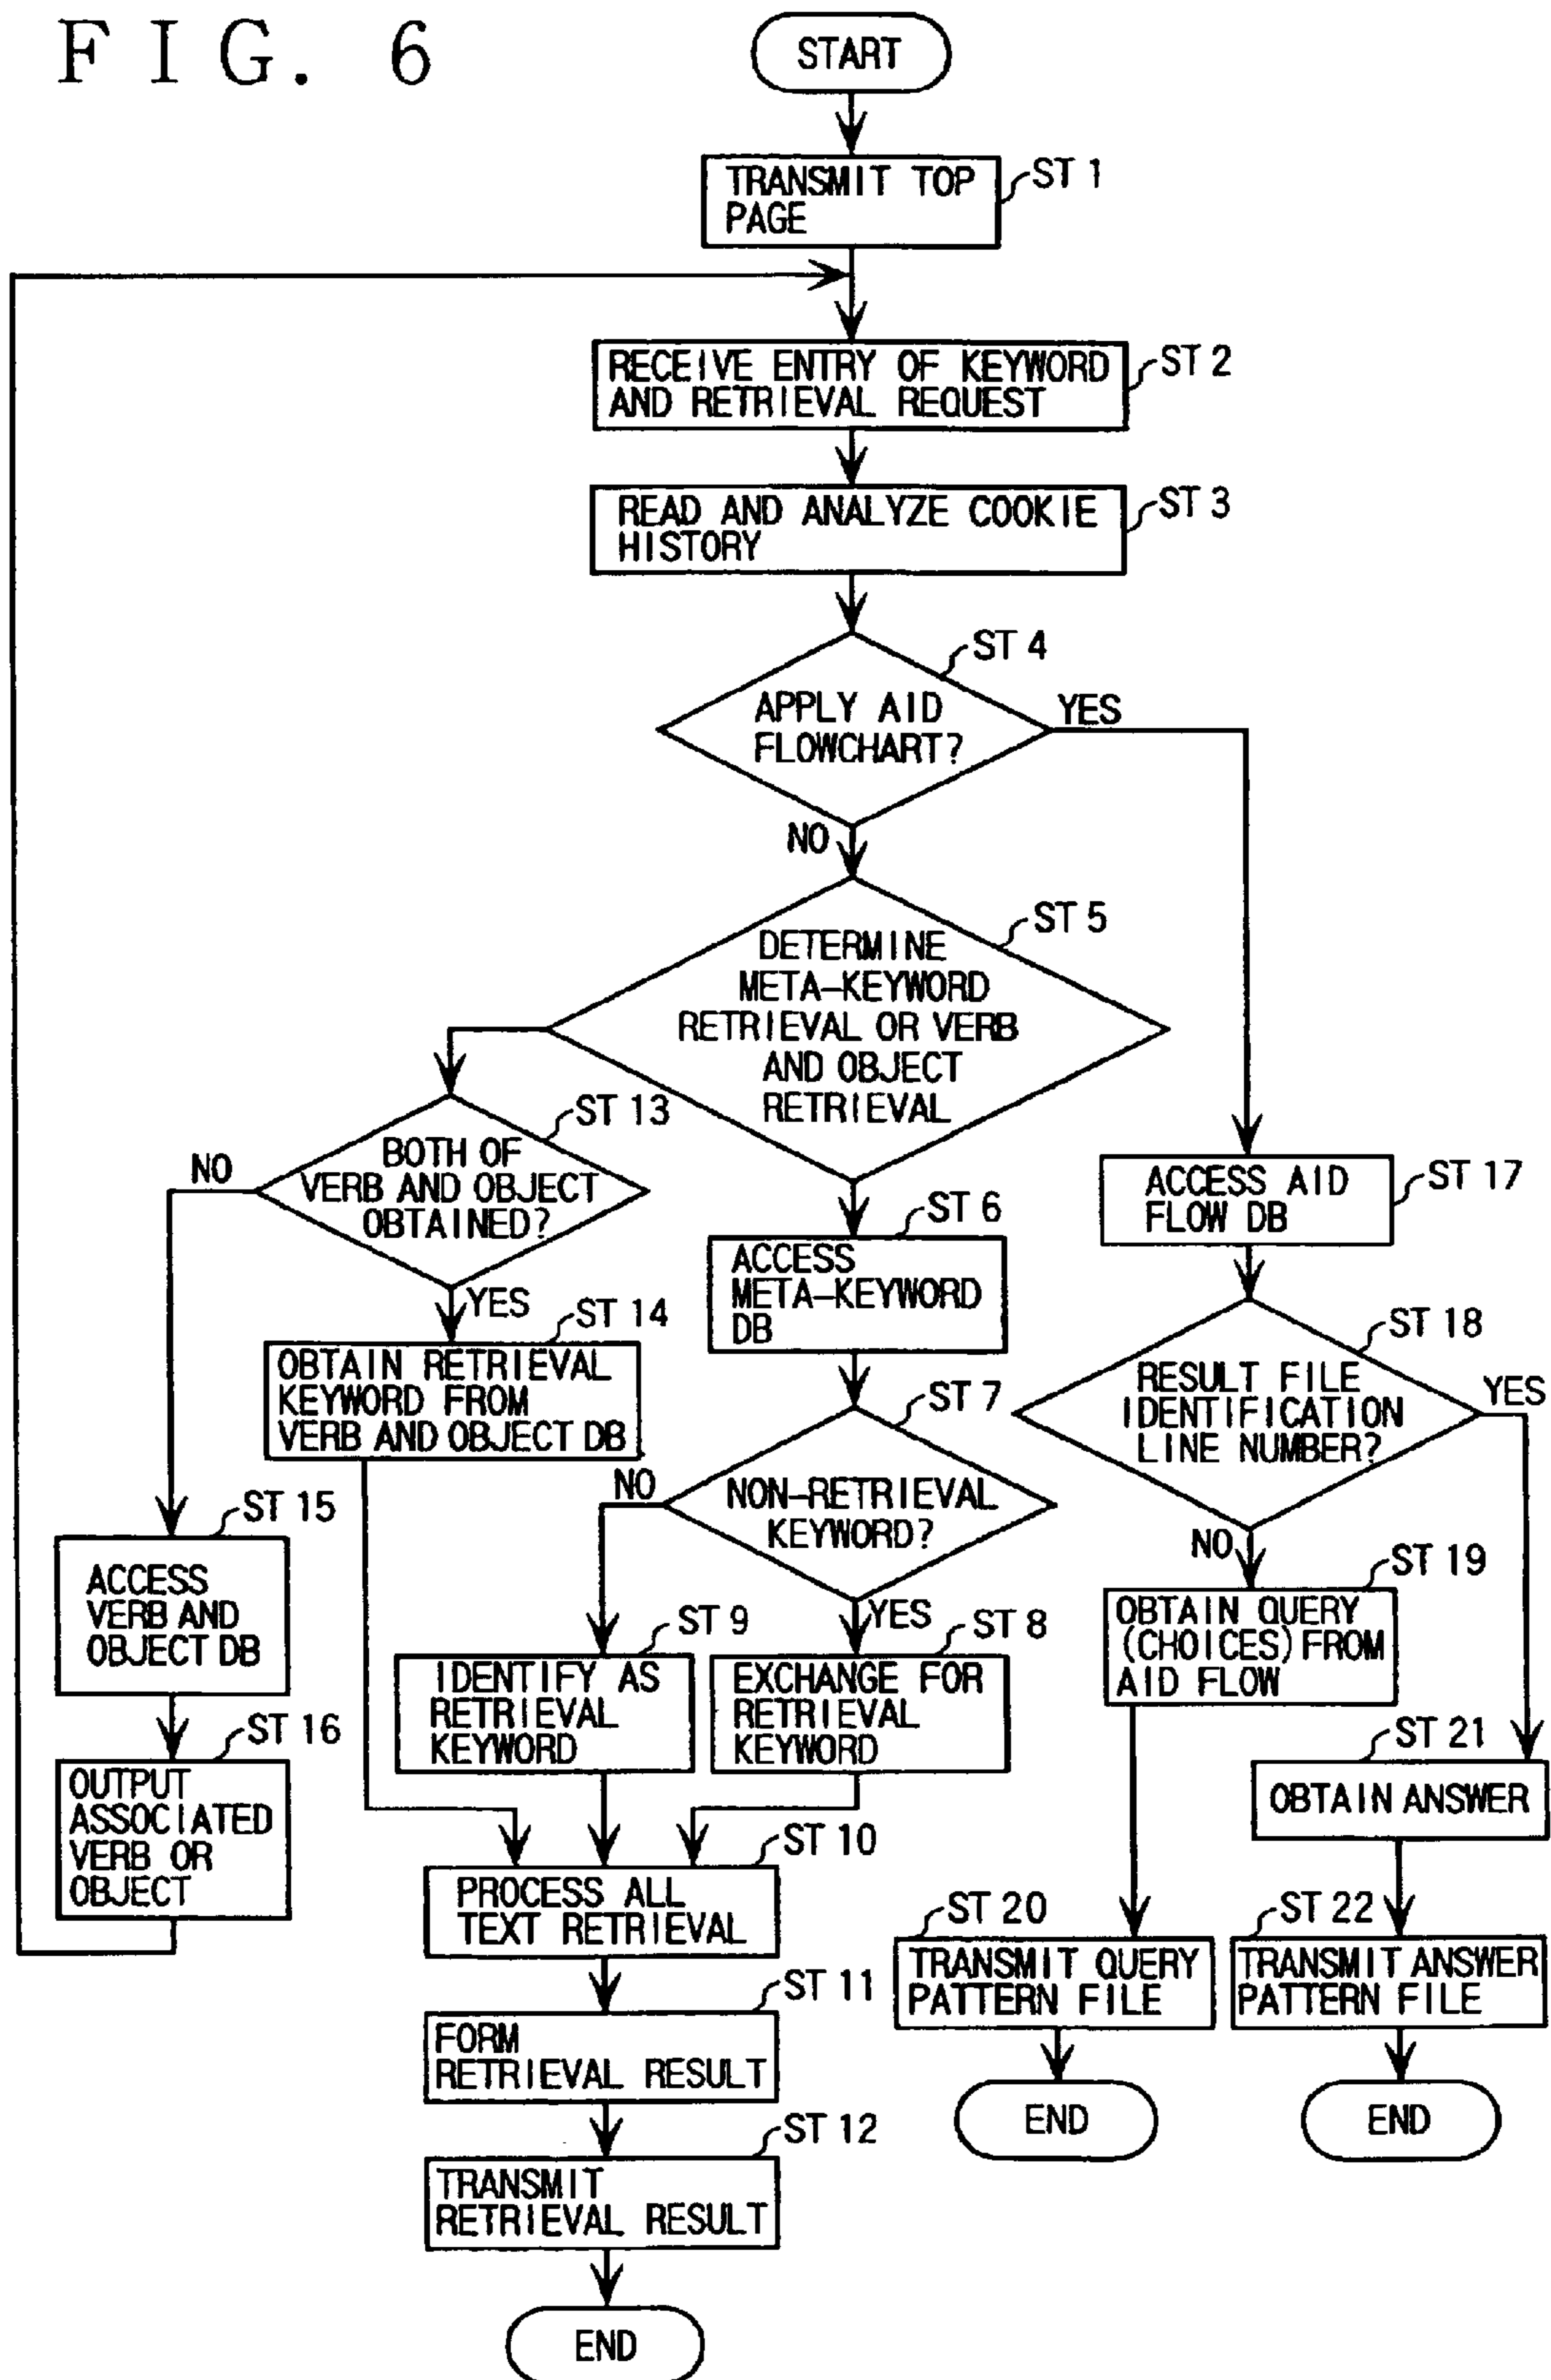 FIG. 6
START
TRANSMIT TOP
PAGE
ST 1
RECEIVE ENTRY OF KEYWORD
AND RETRIEVAL REQUEST
ST 2
READ AND ANALYZE COOKIE
HISTORY
ST 3
APPLY AID
FLOWCHART?
ST 4
YES
NO
DETERMINE
META-KEYWORD
RETRIEVAL OR VERB
AND OBJECT
RETRIEVAL
ST 5
BOTH OF
VERB AND OBJECT
OBTAINED?
ST 13
NO
YES
ACCESS
META-KEYWORD
DB
ST 6
ACCESS AID
FLOW DB
ST 17
OBTAIN RETRIEVAL
KEYWORD FROM
VERB AND OBJECT DB
ST 14
NON-RETRIEVAL
KEYWORD?
ST 7
NO
YES
RESULT FILE
IDENTIFICATION
LINE NUMBER?
ST 18
YES
NO
ACCESS
VERB AND
OBJECT DB
ST 15
IDENTIFY AS
RETRIEVAL
KEYWORD
ST 9
EXCHANGE FOR
RETRIEVAL
KEYWORD
ST 8
OBTAIN QUERY
(CHOICES) FROM
AID FLOW
ST 19
OUTPUT
ASSOCIATED
VERB OR
OBJECT
ST 16
OBTAIN ANSWER
ST 21
PROCESS ALL
TEXT RETRIEVAL
ST 10
TRANSMIT QUERY
PATTERN FILE
ST 20
TRANSMIT ANSWER
PATTERN FILE
ST 22
FORM
RETRIEVAL RESULT
ST 11
END
END
TRANSMIT
RETRIEVAL RESULT
ST 12
END